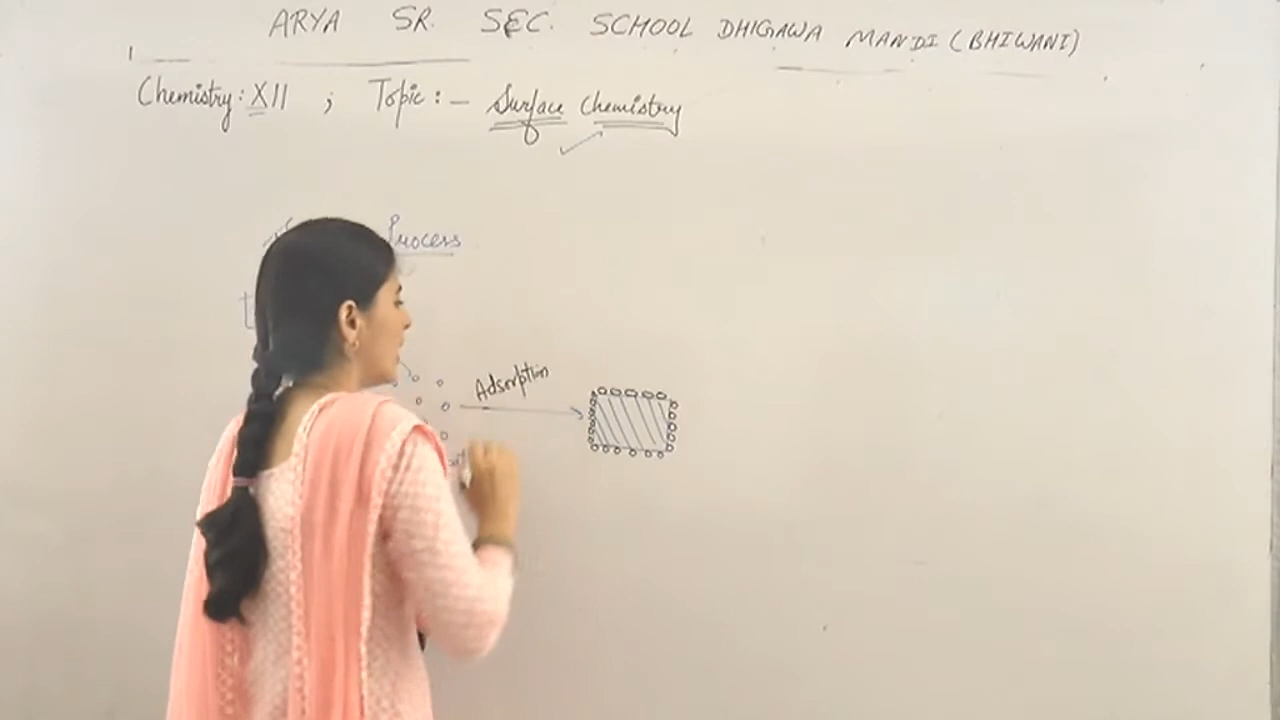 ARYA SR. SEC. SCHOOL DHIGAWA MANDI (BHIWANI)
Chemistry: XII ; Topic :- Surface Chemistry
Process
Adsorption